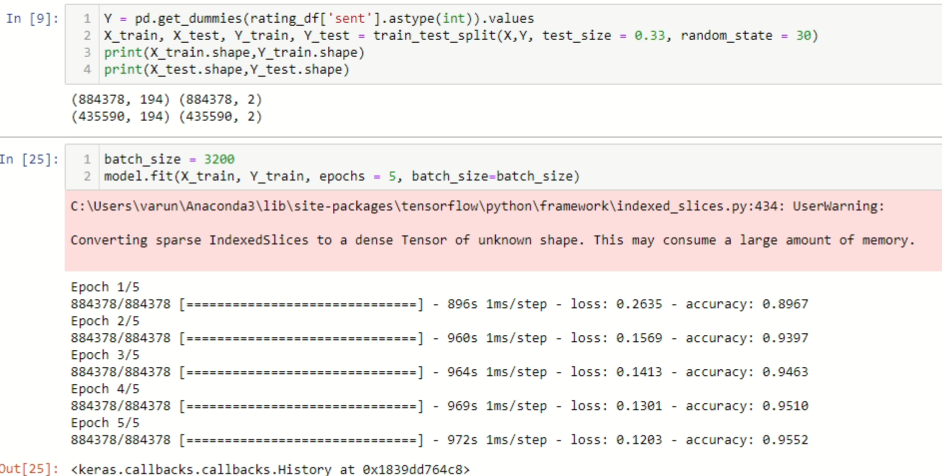 In [9]:
1 Y = pd.get_dummies(rating_df['sent'].astype(int)).values
2 X_train, X_test, Y_train, Y_test = train_test_split(X,Y, test_size = 0.33, random_state = 30)
3 print(X_train.shape,Y_train.shape)
4 print(X_test.shape,Y_test.shape)
(884378, 194) (884378, 2)
(435590, 194) (435590, 2)
In [25]:
1 batch_size = 3200
2 model.fit(X_train, Y_train, epochs = 5, batch_size=batch_size)
C:\Users\varun\Anaconda3\lib\site-packages\tensorflow\python\framework\indexed_slices.py:434: UserWarning:
Converting sparse IndexedSlices to a dense Tensor of unknown shape. This may consume a large amount of memory.
Epoch 1/5
884378/884378 [==============================] - 896s 1ms/step - loss: 0.2635 - accuracy: 0.8967
Epoch 2/5
884378/884378 [==============================] - 960s 1ms/step - loss: 0.1569 - accuracy: 0.9397
Epoch 3/5
884378/884378 [==============================] - 964s 1ms/step - loss: 0.1413 - accuracy: 0.9463
Epoch 4/5
884378/884378 [==============================] - 969s 1ms/step - loss: 0.1301 - accuracy: 0.9510
Epoch 5/5
884378/884378 [==============================] - 972s 1ms/step - loss: 0.1203 - accuracy: 0.9552
Out[25]: <keras.callbacks.callbacks.History at 0x1839dd764c8>